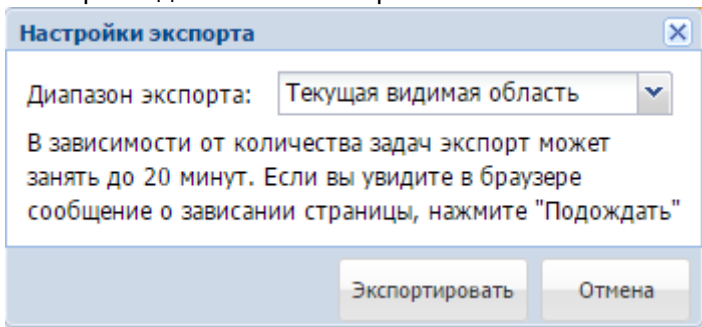 Настройки экспорта
Диапазон экспорта: Текущая видимая область
В зависимости от количества задач экспорт может
занять до 20 минут. Если вы увидите в браузере
сообщение о зависании страницы, нажмите "Подождать"
Экспортировать Отмена